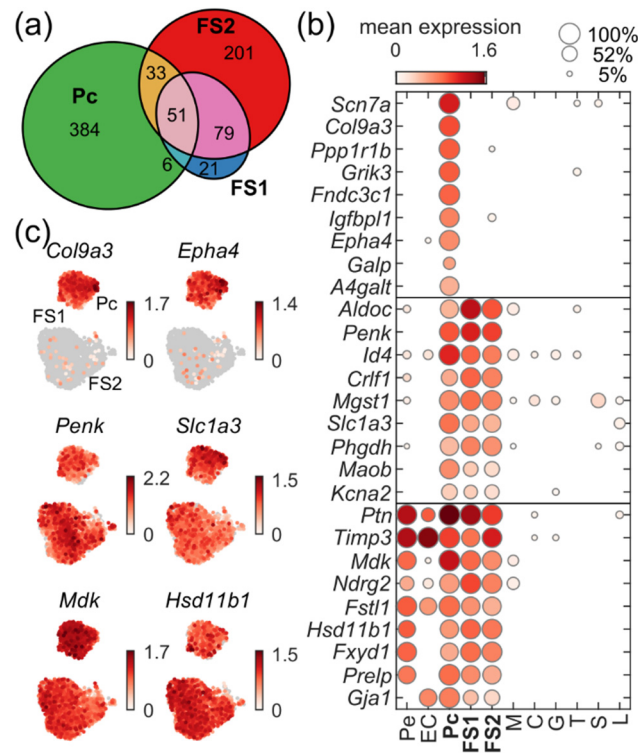 (a)
FS2
201
33
Pc
51
384
79
6
21
FS1
(b)
mean expression
0
1.6
100%
52%
5%
Scn7a
Col9a3
Ppp1r1b
Grik3
Fndc3c1
Igfbpl1
Epha4
Galp
A4galt
Aldoc
Penk
Id4
Crlf1
Mgst1
Slc1a3
Phgdh
Maob
Kcna2
Ptn
Timp3
Mdk
Ndrg2
Fstl1
Hsd11b1
Fxyd1
Prelp
Gja1
Pe EC Pc FS1 FS2 M C G T S L
(c)
Col9a3
Epha4
Pc
FS1
FS2
1.7
0
1.4
0
Penk
Slc1a3
2.2
0
1.5
0
Mdk
Hsd11b1
1.7
0
1.5
0